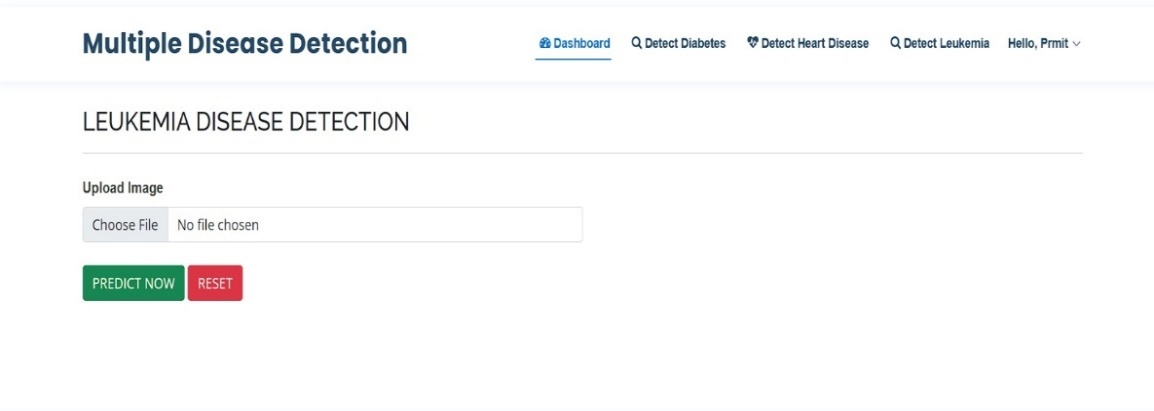 Multiple Disease Detection
Dashboard Detect Diabetes Detect Heart Disease Detect Leukemia Hello, Prmit
LEUKEMIA DISEASE DETECTION
Upload Image
Choose File No file chosen
PREDICT NOW RESET